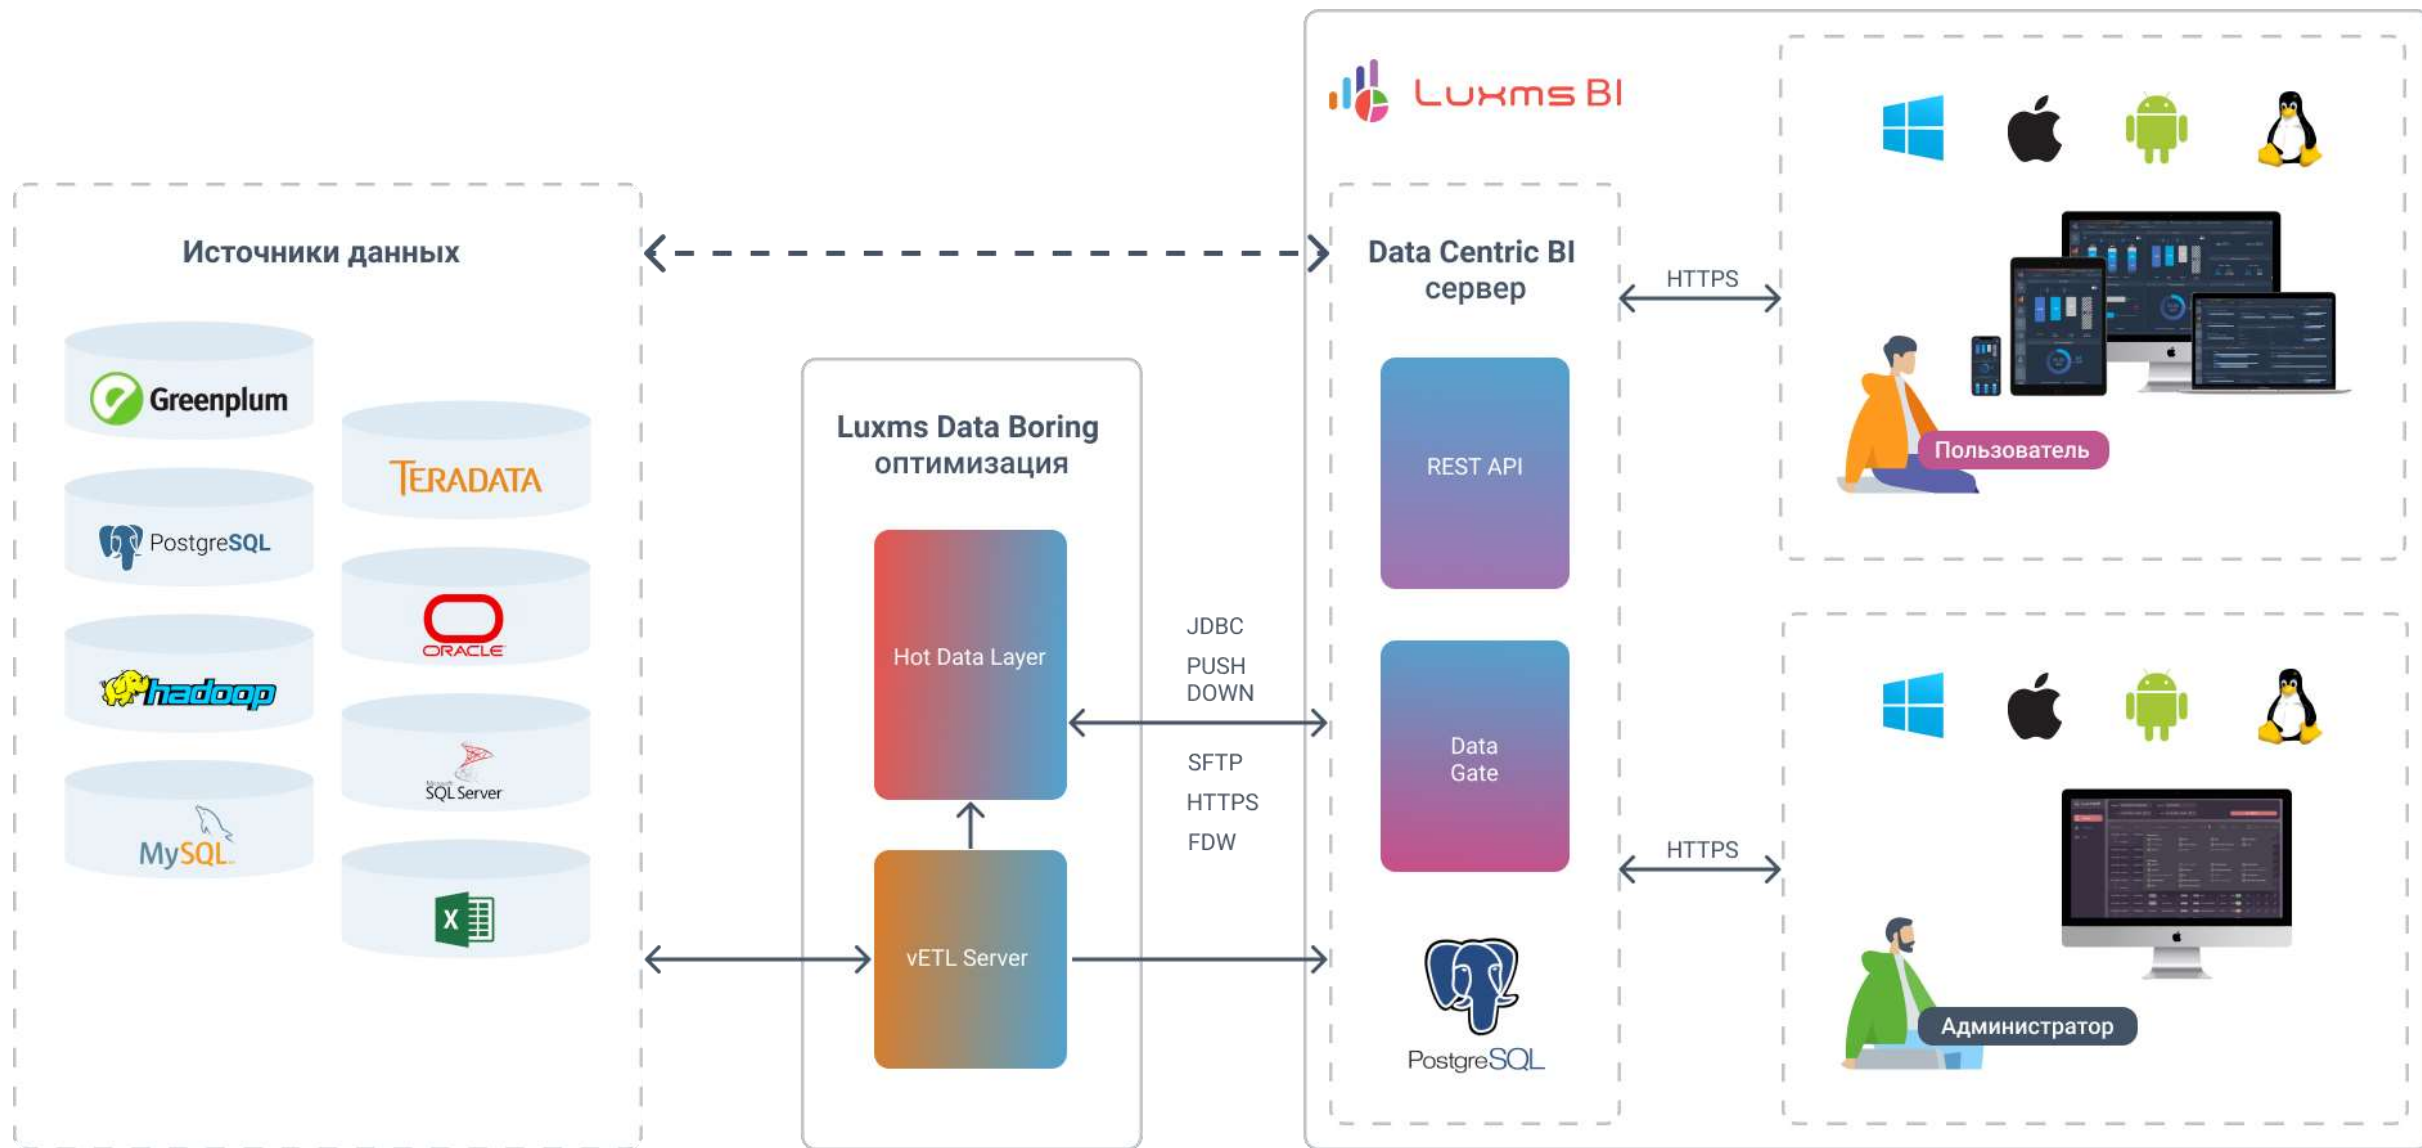 Luxms BI
Источники данных
Greenplum
TERADATA
PostgreSQL
ORACLE
hadoop
Microsoft
SQL Server
MySQL
X
Luxms Data Boring
оптимизация
Hot Data Layer
vETL Server
JDBC
PUSH
DOWN
SFTP
HTTPS
FDW
Data Centric BI
сервер
REST API
Data
Gate
PostgreSQL
HTTPS
HTTPS
Пользователь
Администратор